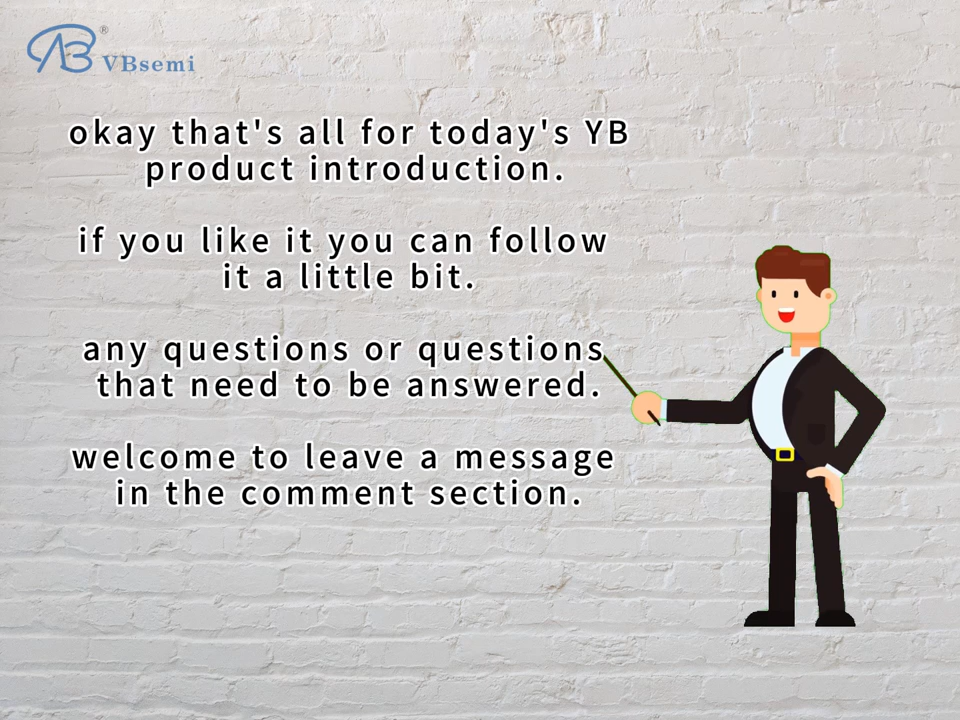 VBsemi
okay that's all for today's YB
product introduction.
if you like it you can follow
it a little bit.
any questions or questions
that need to be answered.
welcome to leave a message
in the comment section.